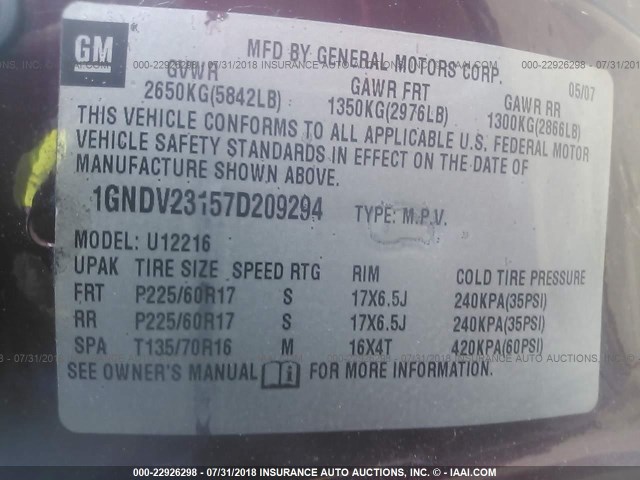 GM
MFD BY GENERAL MOTORS CORP.
GVWR GAWR FRT GAWR RR 05/07
2650KG(5842LB) 1350KG(2976LB) 1300KG(2866LB)
THIS VEHICLE CONFORMS TO ALL APPLICABLE U.S. FEDERAL MOTOR
VEHICLE SAFETY STANDARDS IN EFFECT ON THE DATE OF
MANUFACTURE SHOWN ABOVE.
1GNDV23157D209294 TYPE: M.P.V.
MODEL: U12216
UPAK TIRE SIZE SPEED RTG RIM COLD TIRE PRESSURE
FRT P225/60R17 S 17X6.5J 240KPA(35PSI)
RR P225/60R17 S 17X6.5J 240KPA(35PSI)
SPA T135/70R16 M 16X4T 420KPA(60PSI)
SEE OWNER'S MANUAL i FOR MORE INFORMATION.
000-22926298 - 07/31/2018 INSURANCE AUTO AUCTIONS, INC. - IAAI.COM